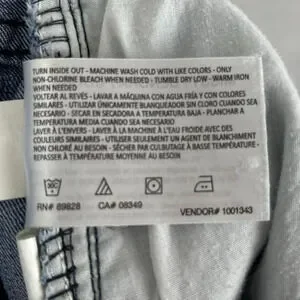 TURN INSIDE OUT - MACHINE WASH COLD WITH LIKE COLORS - ONLY
NON-CHLORINE BLEACH WHEN NEEDED - TUMBLE DRY LOW - WARM IRON
WHEN NEEDED
VOLTEAR AL REVÉS - LAVAR A MÁQUINA CON AGUA FRÍA Y CON COLORES
SIMILARES - UTILIZAR ÚNICAMENTE BLANQUEADOR SIN CLORO CUANDO SEA
NECESARIO - SECAR EN SECADORA A TEMPERATURA BAJA - PLANCHAR A
TEMPERATURA MEDIA CUANDO SEA NECESARIO
LAVER À L'ENVERS - LAVER À LA MACHINE À L'EAU FROIDE AVEC DES
COULEURS SIMILAIRES - UTILISEZ UN AGENT DE BLANCHIMENT
NON CHLORÉ AU BESOIN - SÉCHER PAR CULBUTAGE À BASSE TEMPÉRATURE -
REPASSER À TEMPÉRATURE MOYENNE AU BESOIN
30C
RN# 89828 CA# 08349
VENDOR# 1001343